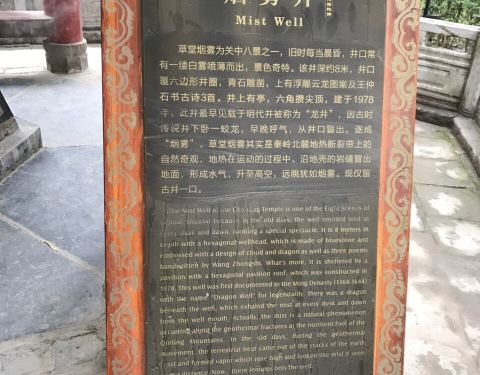 烟雾井
Mist Well
草堂烟雾为关中八景之一，旧时每当晨昏，井口常
有一缕白雾喷薄而出，景色奇特。该井深约8米，井口
覆六边形井圈，青石雕凿，上有浮雕云龙图案及王仲
石书古诗3首。井上有亭，六角攒尖顶，建于1978
年。此井最早见载于明代并被称为“龙井”，因古时
传说井下卧一蛟龙，早晚呼气，从井口冒出，遂成
“烟雾”。草堂烟雾其实是秦岭北麓地热断裂带上的
自然奇观，地热在运动的过程中，沿地壳的岩缝冒出
地面，形成水气，升至高空，远眺犹如烟雾。现仅留
古井一口。
The Mist Well of the Caotang Temple is one of the Eight Scenes of
Shaanxi because in the old days, the well emitted mist at
every dusk and dawn, forming a special spectacle. It is 8 meters in
depth with a hexagonal wellhead, which is made of bluestone and
embossed with a design of cloud and dragon as well as three poems
handwritten by Wang Zhongshi. What's more, it is sheltered by a
pavilion with a hexagonal pavilion roof, which was constructed in
1978. This well was first documented in the Ming Dynasty (1368-1644)
with the name "Dragon Well" for legendarily, there was a dragon
beneath the well, which exhaled the mist at every dusk and dawn
from the well mouth. Actually, the mist is a natural phenomenon
occurring along the geothermal fractures at the northern foot of the
Qinling Mountains. In the old days, during the geothermal
movement, the terrestrial heat came out of the cracks of the earth
crust and formed vapor which rose high and looked like mist if seen
distance. Now, there remains only the well.